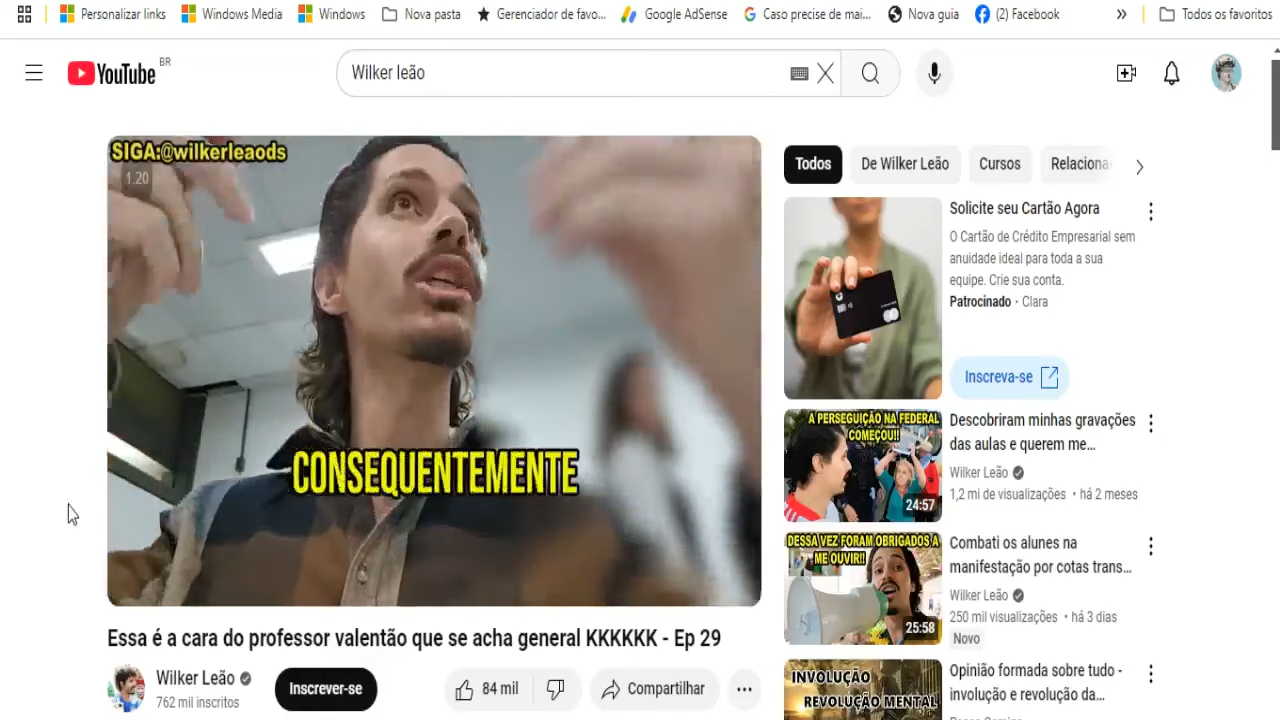 Personalizar links
Windows Media
Windows
Nova pasta
Gerenciador de favo...
Google AdSense
Caso precise de mai...
Nova guia
(2) Facebook
Todos os favoritos
YouTube BR
Wilker leão
SIGA:@wilkerleaods
1.20
CONSEQUENTEMENTE
Essa é a cara do professor valentão que se acha general KKKKKK - Ep 29
Wilker Leão
762 mil inscritos
Inscrever-se
84 mil
Compartilhar
Todos
De Wilker Leão
Cursos
Relaciona
Solicite seu Cartão Agora
O Cartão de Crédito Empresarial sem
anuidade ideal para toda a sua
equipe. Crie sua conta.
Patrocinado · Clara
Inscreva-se
A PERSEGUIÇÃO NA FEDERAL
COMEÇOU!!
24:57
Descobriram minhas gravações
das aulas e querem me...
Wilker Leão
1,2 mi de visualizações · há 2 meses
DESSA VEZ FORAM OBRIGADOS A
ME OUVIR!!
25:58
Combati os alunes na
manifestação por cotas trans...
Wilker Leão
250 mil visualizações · há 3 dias
Novo
INVOLUÇÃO
REVOLUÇÃO MENTAL
Opinião formada sobre tudo -
involução e revolução da...